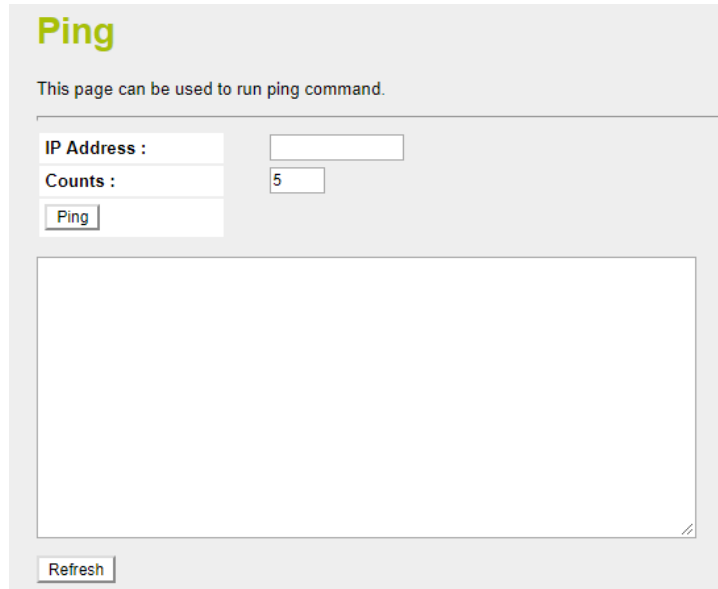 Ping
This page can be used to run ping command.
IP Address :
Counts :
5
Ping
Refresh